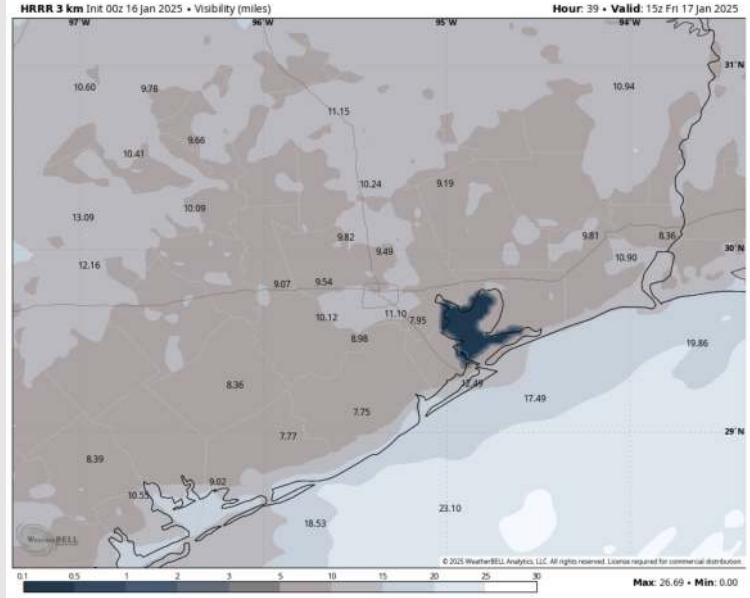 HRRR 3 km Init 00z 16 Jan 2025 • Visibility (miles)
Hour: 39 • Valid: 15z Fri 17 Jan 2025
97°W 96°W 95°W 94°W
31°N
10.60 9.78 10.94
11.15
9.66
10.41
10.24 9.19
10.09
13.09
9.82 9.81 8.36
9.49 30°N
12.16 10.90
9.07 9.54
10.12 11.10 7.95
8.98 19.86
8.36 12.49
17.49
7.75
7.77 29°N
8.39
9.02
10.55
18.53 23.10
WeatherBELL
© 2025 WeatherBELL Analytics, LLC. All rights reserved. License required for commercial distribution.
0.1 0.5 1 2 3 5 10 15 20 25 30
Max: 26.69 • Min: 0.00